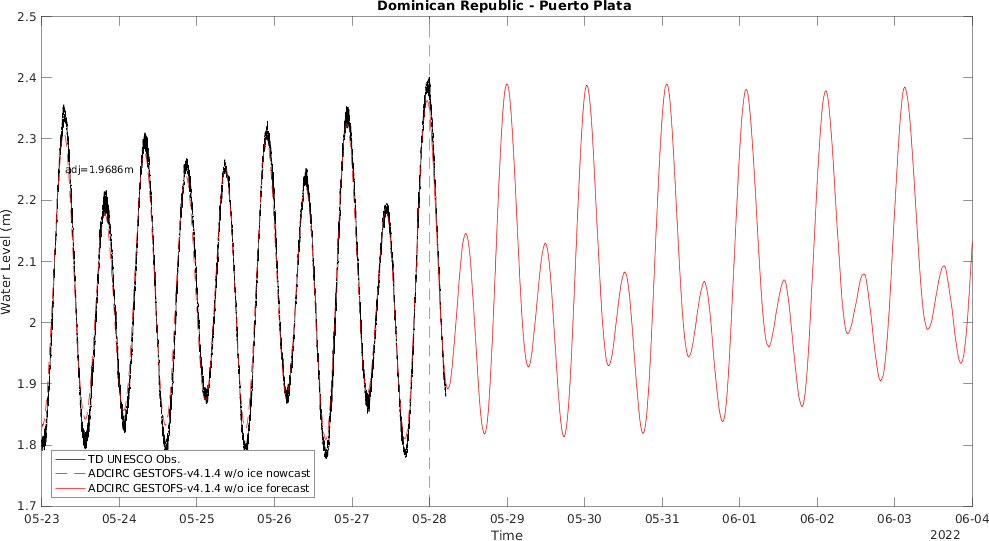 Dominican Republic - Puerto Plata
2.5
2.4
2.3
2.2
2.1
2
1.9
1.8
1.7
Water Level (m)
adj=1.9686m
TD UNESCO Obs.
ADCIRC GESTOFS-v4.1.4 w/o ice nowcast
ADCIRC GESTOFS-v4.1.4 w/o ice forecast
05-23 05-24 05-25 05-26 05-27 05-28 05-29 05-30 05-31 06-01 06-02 06-03 06-04
Time
2022